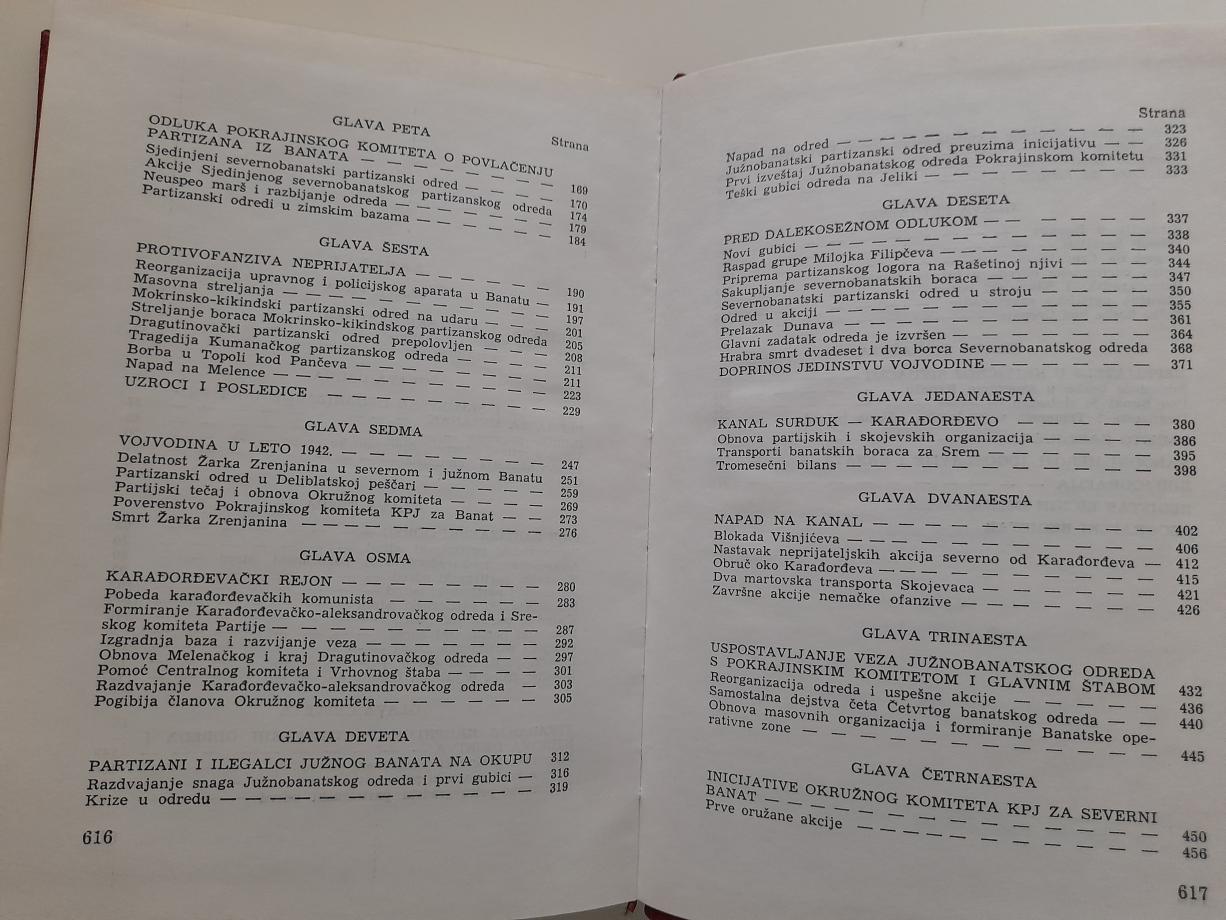 GLAVA PETA
Strana
ODLUKA POKRAJINSKOG KOMITETA O POVLAČENJU
PARTIZANA IZ BANATA — — — — — — — 169
Sjedinjeni severnobanatski partizanski odred — — — — 170
Akcije Sjedinjenog severnobanatskog partizanskog odreda 174
Neuspeo marš i razbijanje odreda — — — — — — 179
Partizanski odredi u zimskim bazama — — — — — — 184
GLAVA ŠESTA
PROTIVOFANZIVA NEPRIJATELJA — — — — — — 190
Reorganizacija upravnog i policijskog aparata u Banatu — 191
Masovna streljanja — — — — — — — — — 197
Mokrinsko-kikindski partizanski odred na udaru — — — 201
Streljanje boraca Mokrinsko-kikindskog partizanskog odreda 205
Dragutinovački partizanski odred prepolovljen — — — — 208
Tragedija Kumanačkog partizanskog odreda — — — — 211
Borba u Topoli kod Pančeva — — — — — — — 211
Napad na Melence — — — — — — — — — 223
UZROCI I POSLEDICE — — — — — — — — 229
GLAVA SEDMA
VOJVODINA U LETO 1942. — — — — — — — 247
Delatnost Žarka Zrenjanina u severnom i južnom Banatu 251
Partizanski odred u Deliblatskoj peščari — — — — — 259
Partijski tečaj i obnova Okružnog komiteta — — — — 269
Poverenstvo Pokrajinskog komiteta KPJ za Banat — — 273
Smrt Žarka Zrenjanina — — — — — — — — — 276
GLAVA OSMA
KARAĐORĐEVAČKI REJON — — — — — — — — 280
Pobeda karađorđevačkih komunista — — — — — — 283
Formiranje Karađorđevačko-aleksandrovačkog odreda i Sre-
skog komiteta Partije — — — — — — — — — 287
Izgradnja baza i razvijanje veza — — — — — — — 292
Obnova Melenačkog i kraj Dragutinovačkog odreda — — 297
Pomoć Centralnog komiteta i Vrhovnog štaba — — — — 301
Razdvajanje Karađorđevačko-aleksandrovačkog odreda — 303
Pogibija članova Okružnog komiteta — — — — — — 305
GLAVA DEVETA
PARTIZANI I ILEGALCI JUŽNOG BANATA NA OKUPU 312
Razdvajanje snaga Južnobanatskog odreda i prvi gubici — 316
Krize u odredu — — — — — — — — — — — 319
616
Strana
Napad na odred — — — — — — — — — — — 323
Južnobanatski partizanski odred preuzima inicijativu — — 326
Prvi izveštaj Južnobanatskog odreda Pokrajinskom komitetu 331
Teški gubici odreda na Jeliki — — — — — — — — 333
GLAVA DESETA
PRED DALEKOSEŽNOM ODLUKOM — — — — — — 337
Novi gubici — — — — — — — — — — — — 338
Raspad grupe Milojka Filipčeva — — — — — — — 340
Priprema partizanskog logora na Rašetinoj njivi — — — 344
Sakupljanje severnobanatskih boraca — — — — — — 347
Severnobanatski partizanski odred u stroju — — — — 350
Odred u akciji — — — — — — — — — — — 355
Prelazak Dunava — — — — — — — — — — 361
Glavni zadatak odreda je izvršen — — — — — — — 364
Hrabra smrt dvadeset i dva borca Severnobanatskog odreda 368
DOPRINOS JEDINSTVU VOJVODINE — — — — — — 371
GLAVA JEDANAESTA
KANAL SURDUK — KARAĐORĐEVO — — — — — — 380
Obnova partijskih i skojevskih organizacija — — — — 386
Transporti banatskih boraca za Srem — — — — — — 395
Tromesečni bilans — — — — — — — — — — 398
GLAVA DVANAESTA
NAPAD NA KANAL — — — — — — — — — — 402
Blokada Višnjićeva — — — — — — — — — — 406
Nastavak neprijateljskih akcija severno od Karađorđeva — 412
Obruč oko Karađorđeva — — — — — — — — — 415
Dva martovska transporta Skojevaca — — — — — — 421
Završne akcije nemačke ofanzive — — — — — — — 426
GLAVA TRINAESTA
USPOSTAVLJANJE VEZA JUŽNOBANATSKOG ODREDA
S POKRAJINSKIM KOMITETOM I GLAVNIM ŠTABOM 432
Reorganizacija odreda i uspešne akcije — — — — — 436
Samostalna dejstva četa Četvrtog banatskog odreda — — 440
Obnova masovnih organizacija i formiranje Banatske ope-
rativne zone — — — — — — — — — — — — 445
GLAVA ČETRNAESTA
INICIJATIVE OKRUŽNOG KOMITETA KPJ ZA SEVERNI
BANAT — — — — — — — — — — — — — 450
Prve oružane akcije — — — — — — — — — 456
617